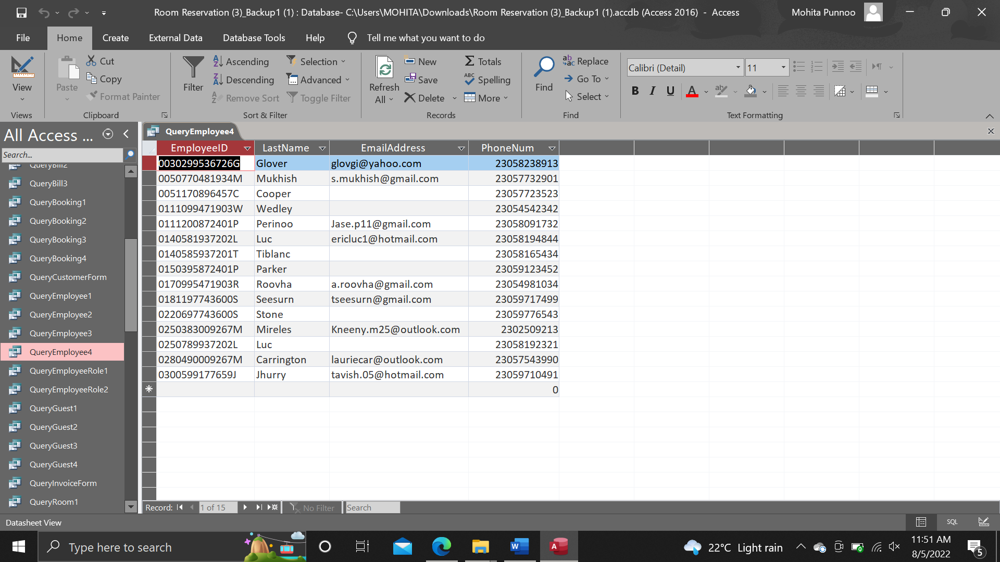 Room Reservation (3)_Backup1 (1) : Database- C:\Users\MOHITA\Downloads\Room Reservation (3)_Backup1 (1).accdb (Access 2016) - Access
Mohita Punnoo
File Home Create External Data Database Tools Help Tell me what you want to do
View
Views
Paste
Cut
Copy
Format Painter
Clipboard
Filter
Ascending
Descending
Remove Sort
Selection
Advanced
Toggle Filter
Sort & Filter
Refresh
All
New
Save
Delete
Totals
Spelling
More
Records
Find
Replace
Go To
Select
Find
Calibri (Detail) 11
B I U A
Text Formatting
All Access ...
Search...
QueryBill2
QueryBill3
QueryBooking1
QueryBooking2
QueryBooking3
QueryBooking4
QueryCustomerForm
QueryEmployee1
QueryEmployee2
QueryEmployee3
QueryEmployee4
QueryEmployeeRole1
QueryEmployeeRole2
QueryGuest1
QueryGuest2
QueryGuest3
QueryGuest4
QueryInvoiceForm
QueryRoom1
QueryEmployee4
EmployeeID LastName EmailAddress PhoneNum
0030299536726G Glover glovgi@yahoo.com 23058238913
0050770481934M Mukhish s.mukhish@gmail.com 23057732901
0051170896457C Cooper 23057723523
0111099471903W Wedley 23054542342
0111200872401P Perinoo Jase.p11@gmail.com 23058091732
0140581937202L Luc ericluc1@hotmail.com 23058194844
0140585937201T Tiblanc 23058165434
0150395872401P Parker 23059123452
0170995471903R Roovha a.roovha@gmail.com 23054981034
0181197743600S Seesurn tseesurn@gmail.com 23059717499
0220697743600S Stone 23059776543
0250383009267M Mireles Kneeny.m25@outlook.com 2302509213
0250789937202L Luc 23058192321
0280490009267M Carrington lauriecar@outlook.com 23057543990
0300599177659J Jhurry tavish.05@hotmail.com 23059710491
0
Record: 1 of 15 No Filter Search
Datasheet View
SQL
Type here to search
22°C Light rain
11:51 AM
8/5/2022
5